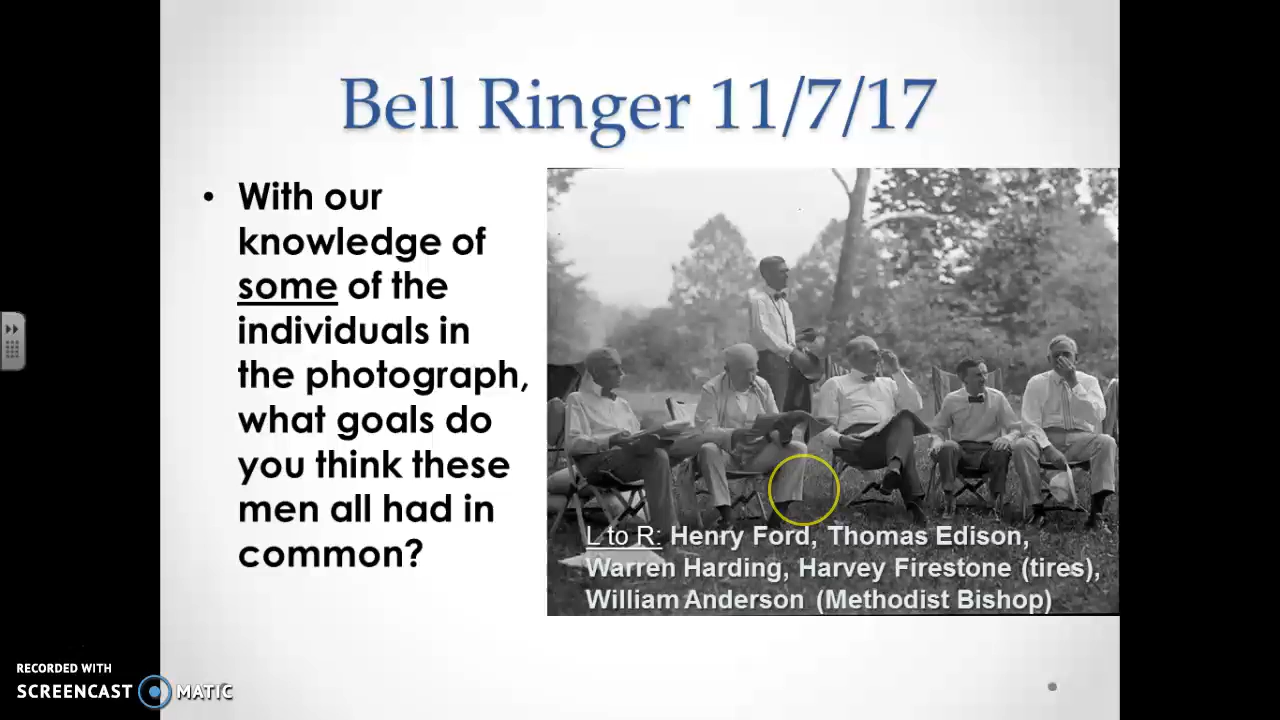 Bell Ringer 11/7/17
• With our
knowledge of
some of the
individuals in
the photograph,
what goals do
you think these
men all had in
common?
L to R: Henry Ford, Thomas Edison,
Warren Harding, Harvey Firestone (tires),
William Anderson (Methodist Bishop)
RECORDED WITH
SCREENCAST MATIC